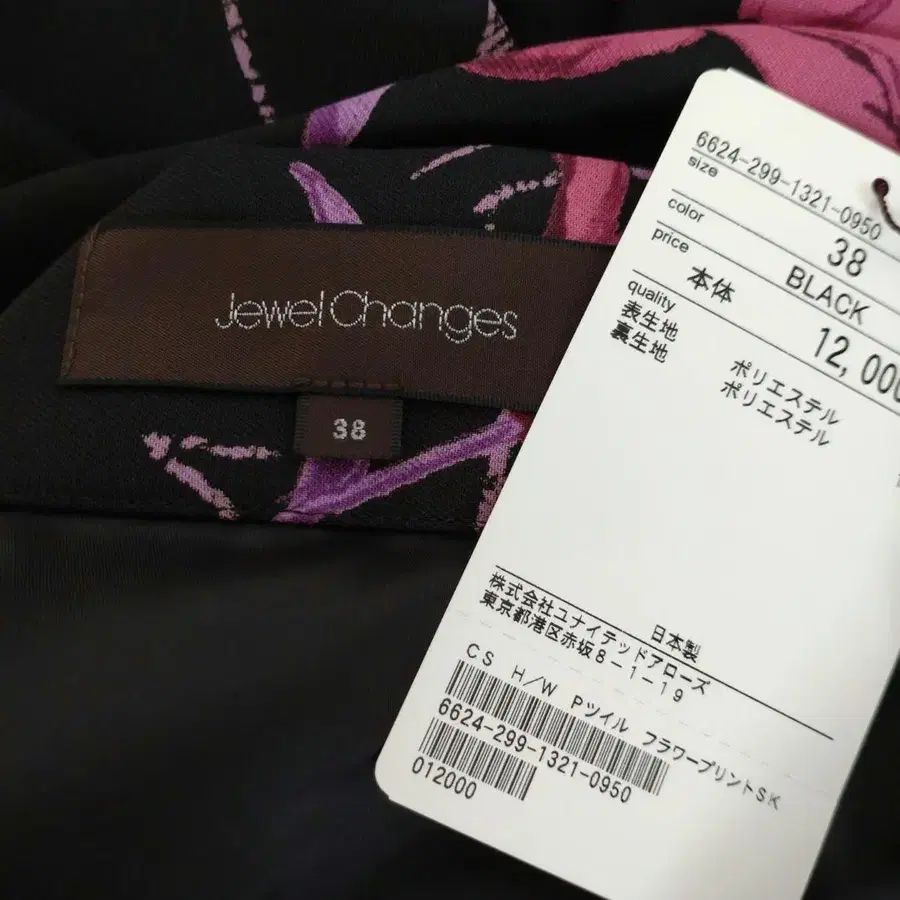 Jewel Changes
38
6624-299-1321-0950
size 38
color BLACK
price 本体 12,000
quality
表生地 ポリエステル
裏生地 ポリエステル
日本製
株式会社ユナイテッドアローズ
東京都港区赤坂8-1-19
CS H/W Pツイル フラワープリントSK
6624-299-1321-0950
012000